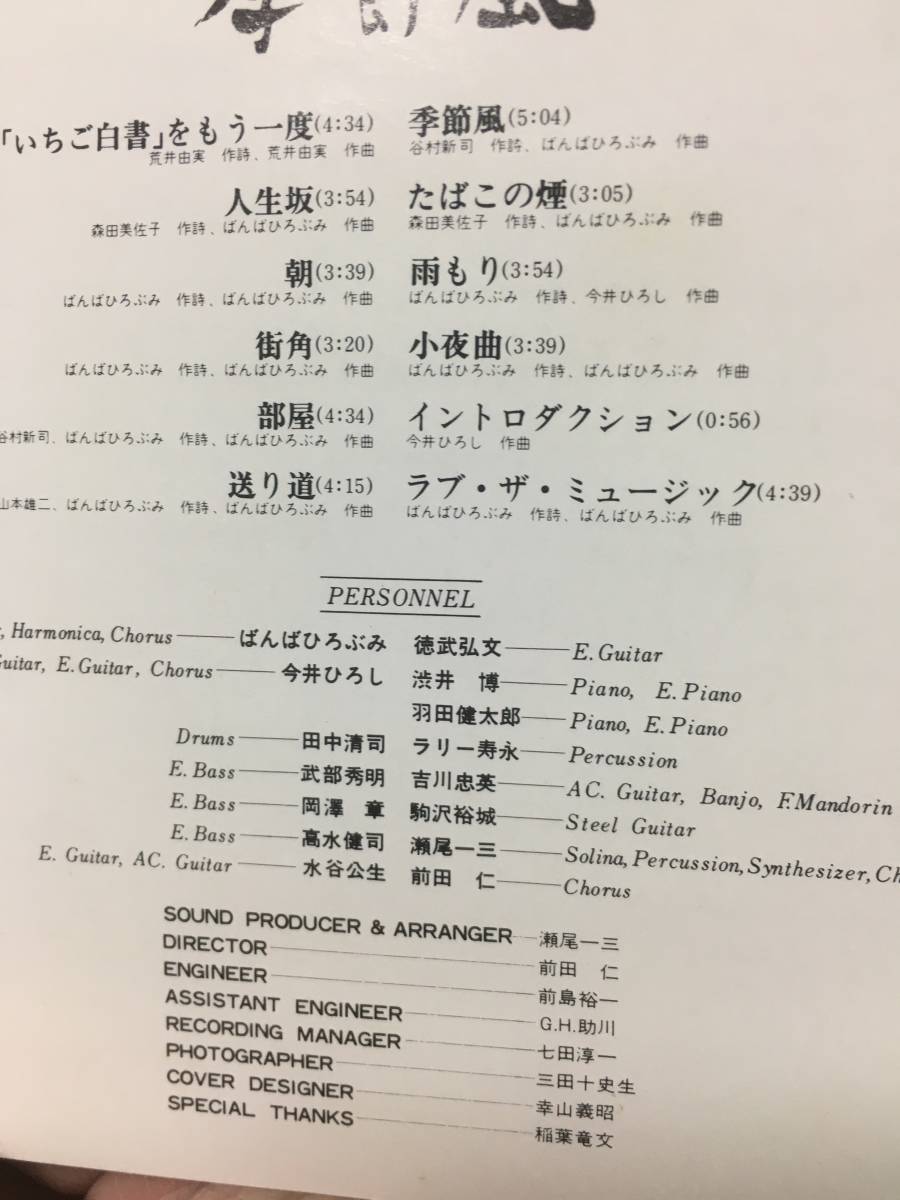 季節風
「いちご白書」をもう一度(4:34)
荒井由実 作詩、荒井由実 作曲
人生坂(3:54)
森田美佐子 作詩、ばんばひろぶみ 作曲
朝(3:39)
ばんばひろぶみ 作詩、ばんばひろぶみ 作曲
街角(3:20)
ばんばひろぶみ 作詩、ばんばひろぶみ 作曲
部屋(4:34)
谷村新司、ばんばひろぶみ 作詩、ばんばひろぶみ 作曲
送り道(4:15)
山本雄二、ばんばひろぶみ 作詩、ばんばひろぶみ 作曲
季節風(5:04)
谷村新司 作詩、ばんばひろぶみ 作曲
たばこの煙(3:05)
森田美佐子 作詩、ばんばひろぶみ 作曲
雨もり(3:54)
ばんばひろぶみ 作詩、今井ひろし 作曲
小夜曲(3:39)
ばんばひろぶみ 作詩、ばんばひろぶみ 作曲
イントロダクション(0:56)
今井ひろし 作曲
ラブ・ザ・ミュージック(4:39)
ばんばひろぶみ 作詩、ばんばひろぶみ 作曲
PERSONNEL
Harmonica, Chorus ばんばひろぶみ
Guitar, E. Guitar, Chorus 今井ひろし
Drums 田中清司
E. Bass 武部秀明
E. Bass 岡澤 章
E. Bass 高水健司
E. Guitar, AC. Guitar 水谷公生
徳武弘文 E. Guitar
渋井 博 Piano, E. Piano
羽田健太郎 Piano, E. Piano
ラリー寿永 Percussion
吉川忠英 AC. Guitar, Banjo, F.Mandorin
駒沢裕城 Steel Guitar
瀬尾一三 Solina, Percussion, Synthesizer,
前田 仁 Chorus
SOUND PRODUCER & ARRANGER 瀬尾一三
DIRECTOR 前田 仁
ENGINEER 前島裕一
ASSISTANT ENGINEER G.H.助川
RECORDING MANAGER 七田淳一
PHOTOGRAPHER 三田十史生
COVER DESIGNER 幸山義昭
SPECIAL THANKS 稲葉竜文